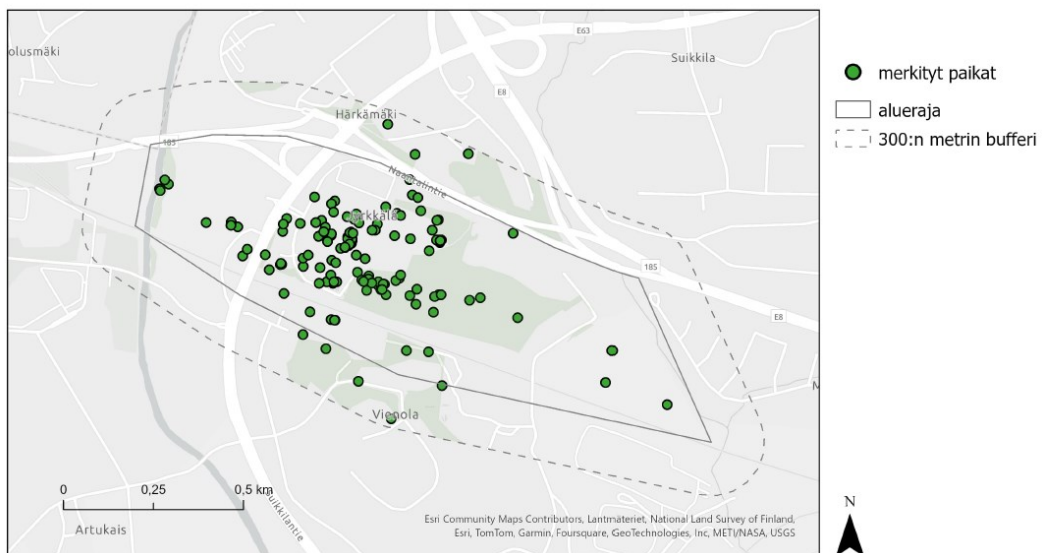 olusmäki
E63
Suikkila
E8
Härkämäki
185
Naantalintie
185
E8
Vienola
Artukais
Suikkilantie
0 0,25 0,5 km
Esri Community Maps Contributors, Lantmäteriet, National Land Survey of Finland,
Esri, TomTom, Garmin, Foursquare, GeoTechnologies, Inc, METI/NASA, USGS
merkityt paikat
alueraja
300:n metrin bufferi
N